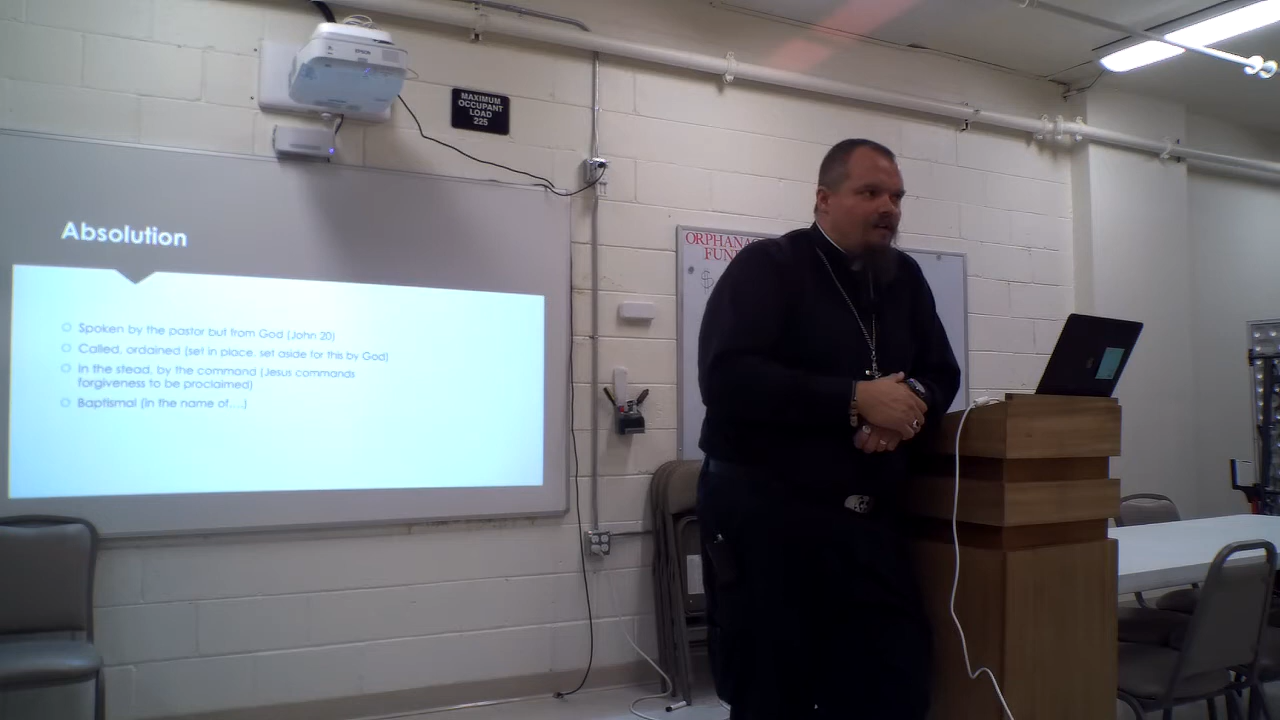 EPSON
MAXIMUM
OCCUPANT
LOAD
225
Absolution
Spoken by the pastor but from God (John 20)
Called, ordained (set in place, set aside for this by God)
In the stead, by the command (Jesus commands
forgiveness to be proclaimed)
Baptismal (in the name of....)
$